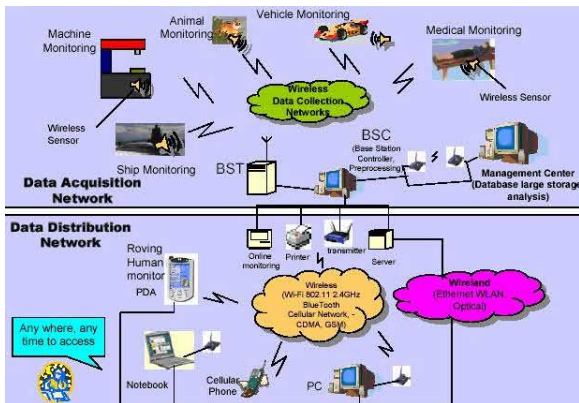 Machine
Monitoring
Animal
Monitoring
Vehicle Monitoring
Medical Monitoring
Wireless
Data Collection
Networks
Wireless Sensor
Wireless
Sensor
Ship Monitoring
BST
BSC
(Base Station
Controller,
Preprocessing)
Management Center
(Database large storage,
analysis)
Data Acquisition
Network
Data Distribution
Network
Roving
Human
monitor
PDA
Online
monitoring
Printer
transmitter
Server
Wireless
(Wi-Fi 802.11 2.4GHz
BlueTooth
Cellular Network, -
CDMA, GSM)
Wireland
(Ethernet WLAN,
Optical)
Any where, any
time to access
Notebook
Cellular
Phone
PC